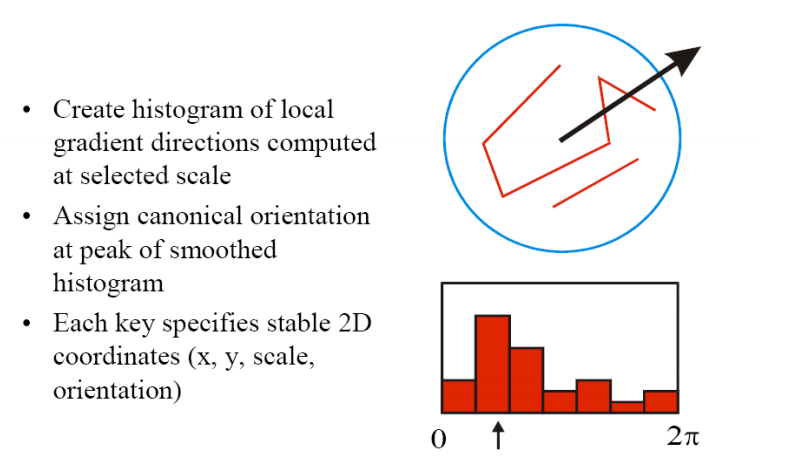 • Create histogram of local
gradient directions computed
at selected scale
• Assign canonical orientation
at peak of smoothed
histogram
• Each key specifies stable 2D
coordinates (x, y, scale,
orientation)
0
2π